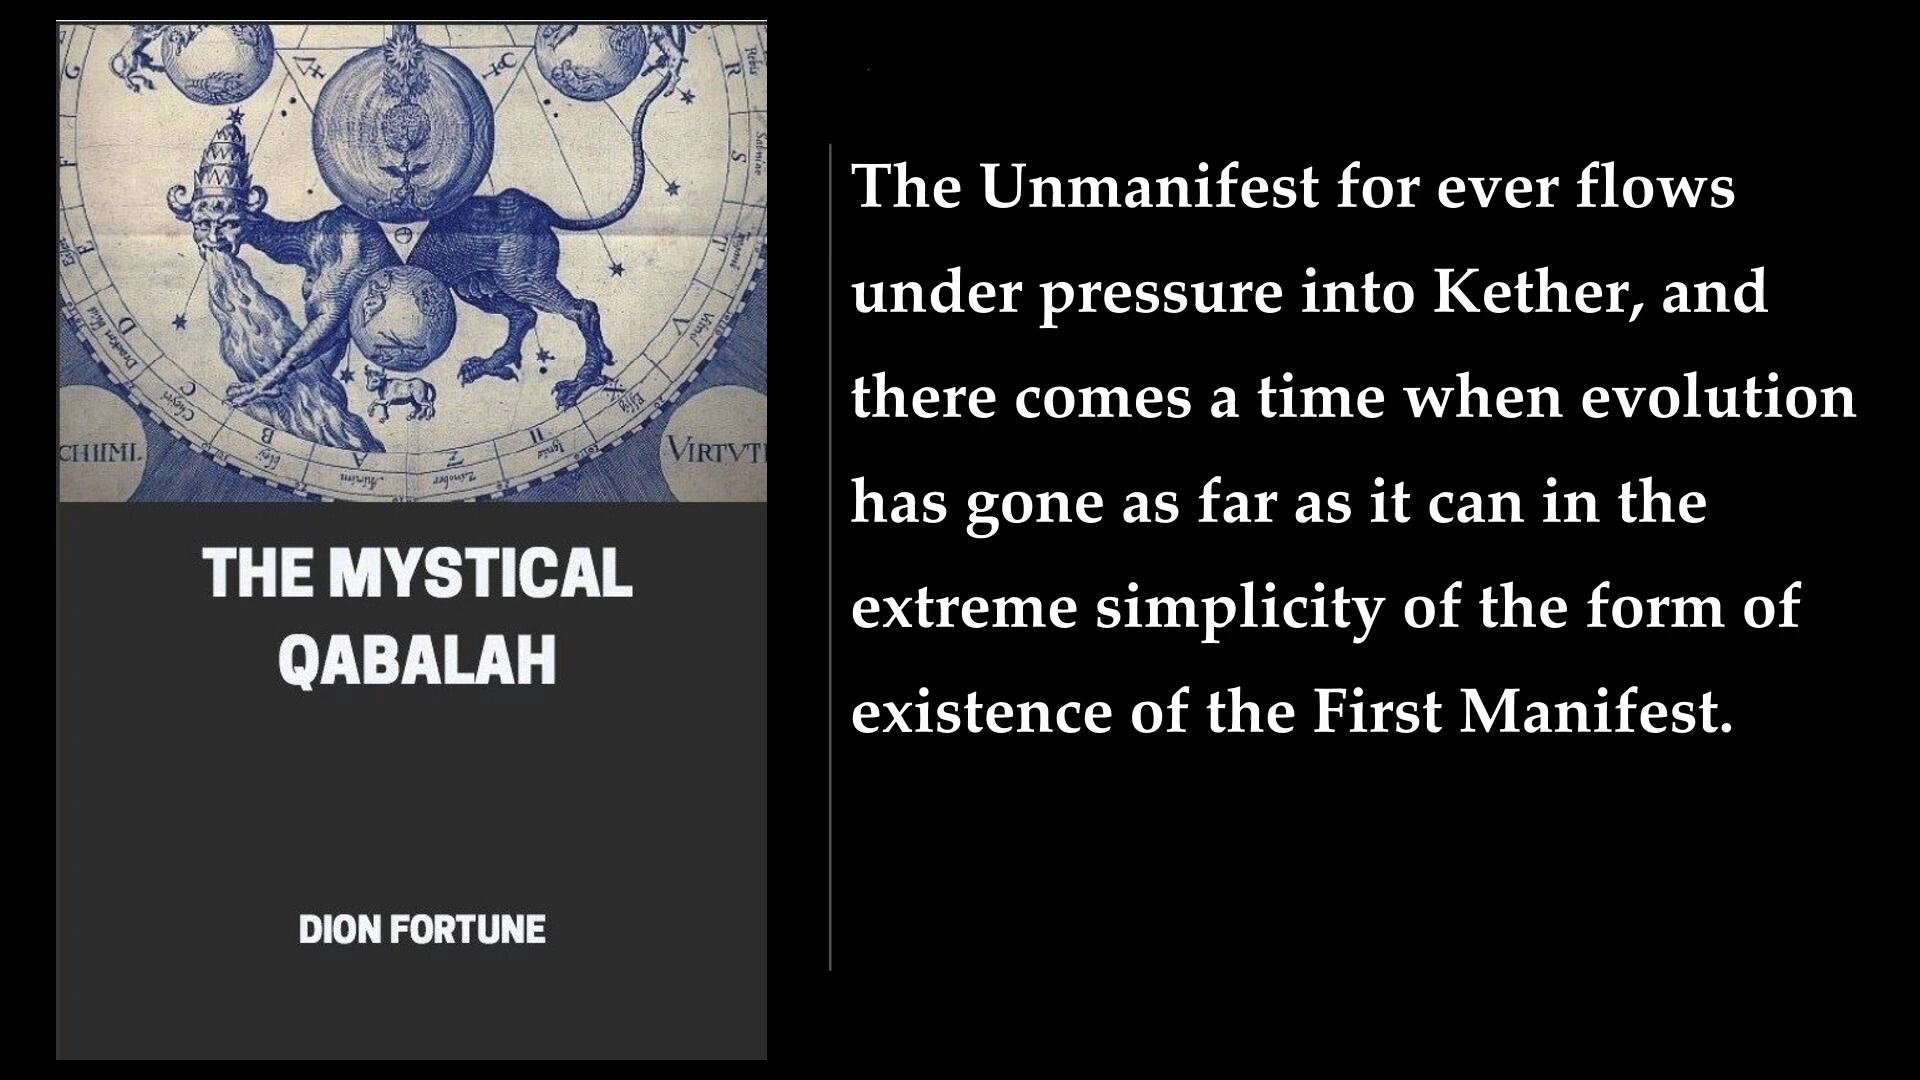 CHIIMI.
VIRTVTI
THE MYSTICAL
QABALAH
DION FORTUNE
The Unmanifest for ever flows
under pressure into Kether, and
there comes a time when evolution
has gone as far as it can in the
extreme simplicity of the form of
existence of the First Manifest.